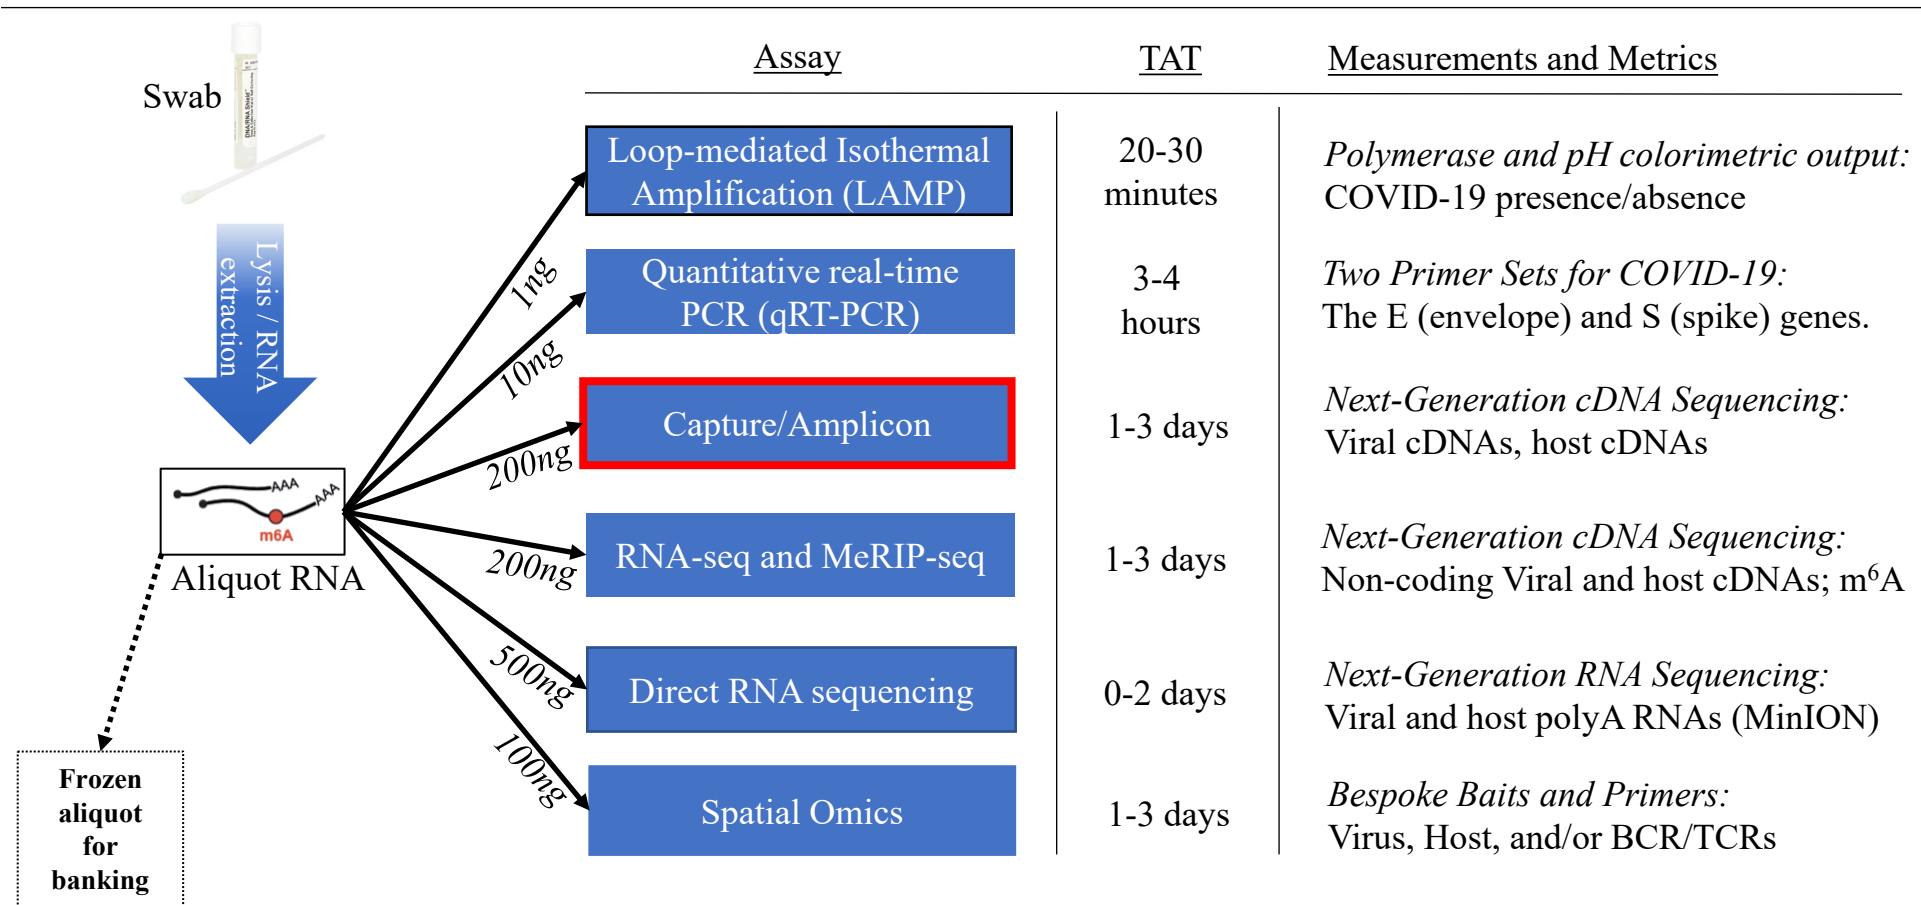 Assay
TAT
Measurements and Metrics
Swab
DNA/RNA Shield™
Lysis / RNA
extraction
AAA
AAA
m6A
Aliquot RNA
Frozen
aliquot
for
banking
1ng
10ng
200ng
200ng
500ng
100ng
Loop-mediated Isothermal
Amplification (LAMP)
20-30
minutes
Polymerase and pH colorimetric output:
COVID-19 presence/absence
Quantitative real-time
PCR (qRT-PCR)
3-4
hours
Two Primer Sets for COVID-19:
The E (envelope) and S (spike) genes.
Capture/Amplicon
1-3 days
Next-Generation cDNA Sequencing:
Viral cDNAs, host cDNAs
RNA-seq and MeRIP-seq
1-3 days
Next-Generation cDNA Sequencing:
Non-coding Viral and host cDNAs; m⁶A
Direct RNA sequencing
0-2 days
Next-Generation RNA Sequencing:
Viral and host polyA RNAs (MinION)
Spatial Omics
1-3 days
Bespoke Baits and Primers:
Virus, Host, and/or BCR/TCRs